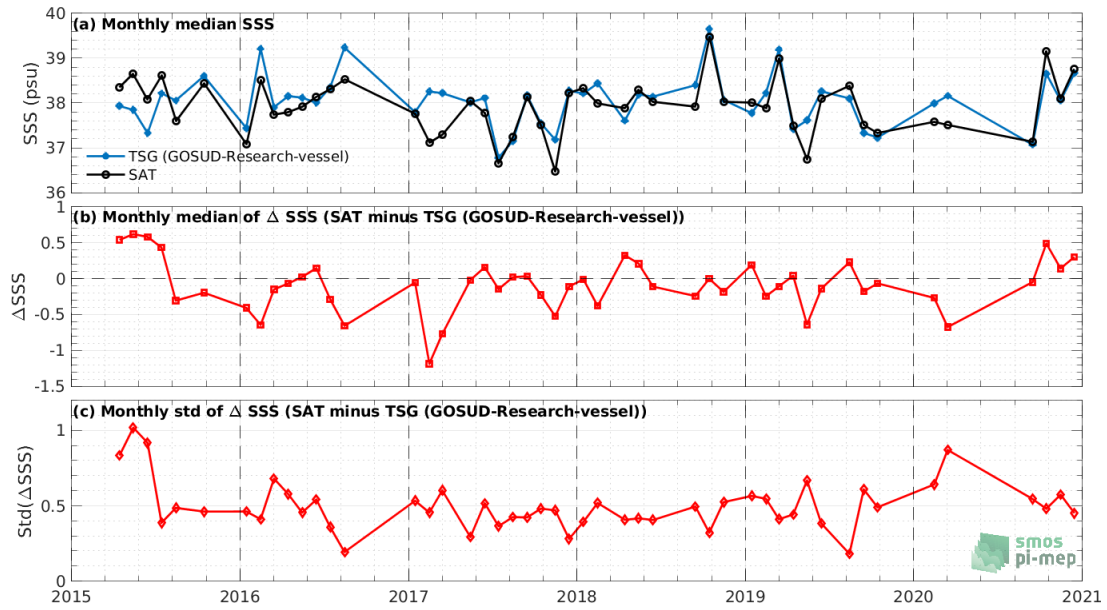 (a) Monthly median SSS
40
39
38
37
36
SSS (psu)
TSG (GOSUD-Research-vessel)
SAT
(b) Monthly median of Δ SSS (SAT minus TSG (GOSUD-Research-vessel))
1
0.5
0
-0.5
-1
-1.5
ΔSSS
(c) Monthly std of Δ SSS (SAT minus TSG (GOSUD-Research-vessel))
1
0.5
0
Std(ΔSSS)
2015 2016 2017 2018 2019 2020 2021
smos
pi-mep